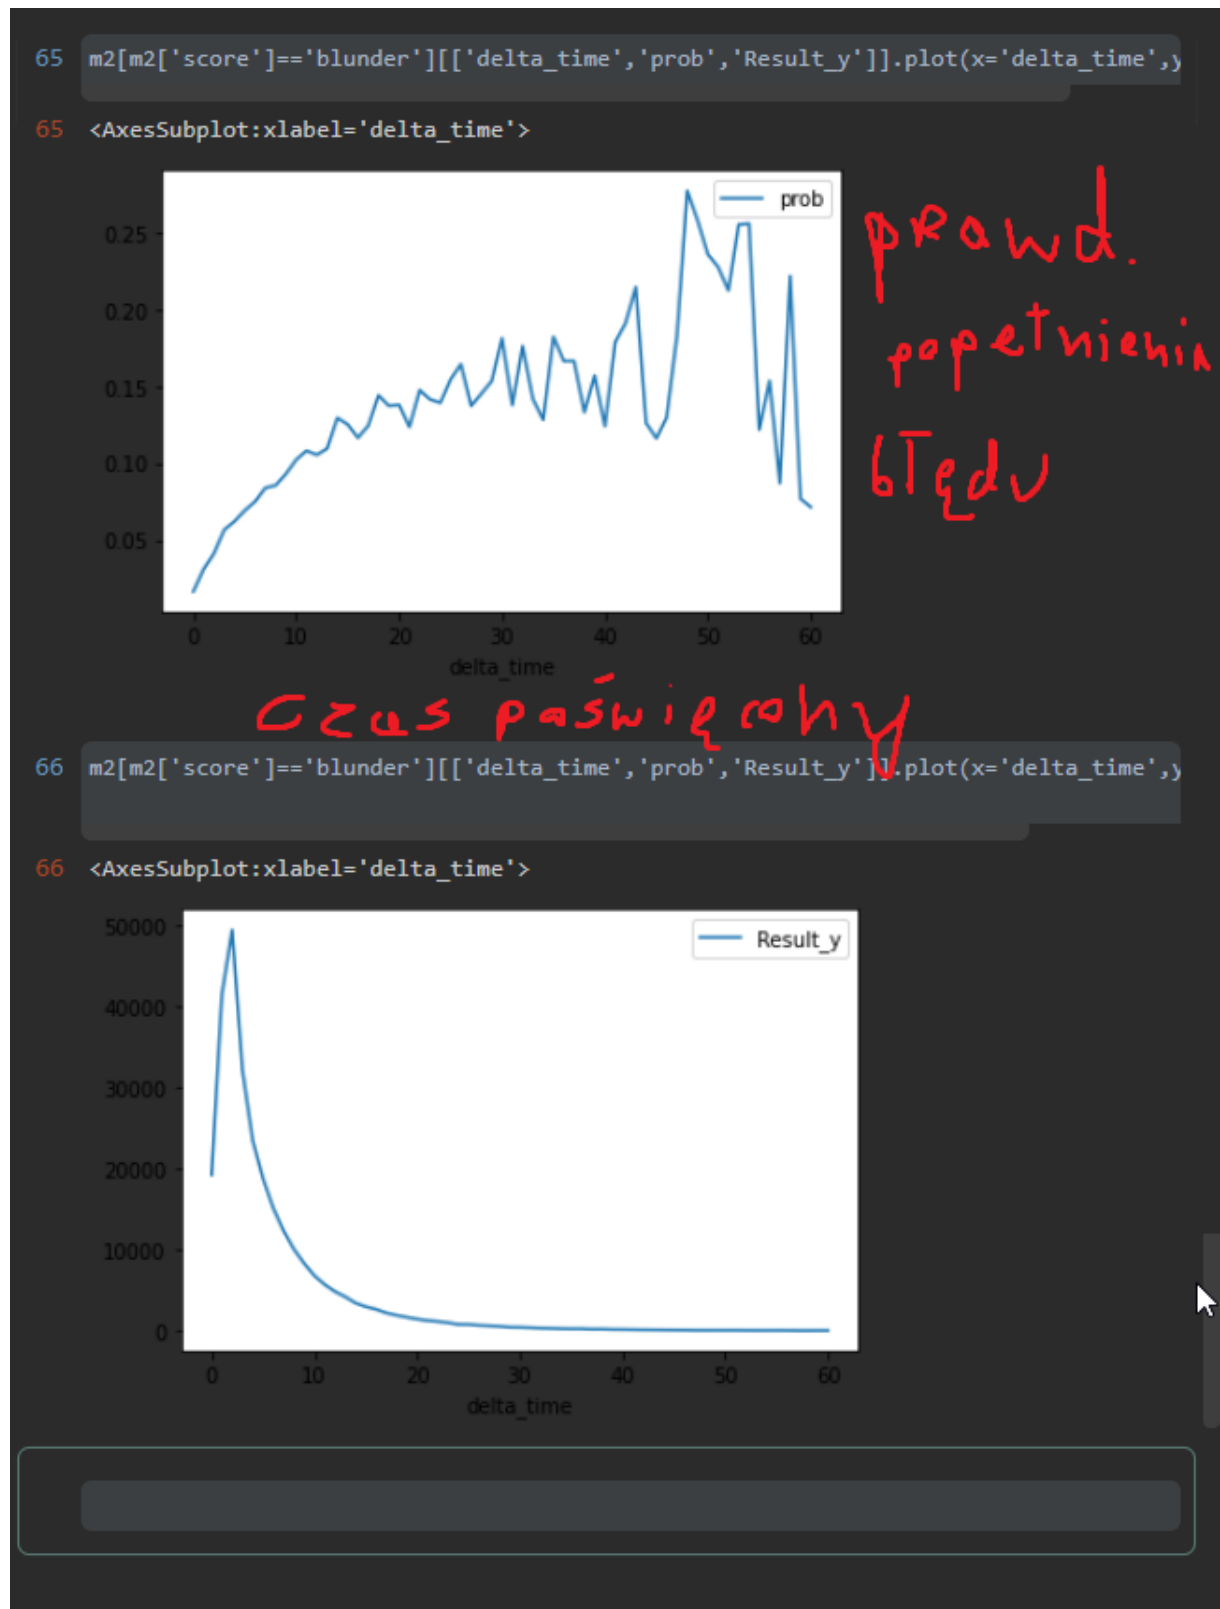 65 m2[m2['score']=='blunder'][['delta_time','prob','Result_y']].plot(x='delta_time',y
65 <AxesSubplot:xlabel='delta_time'>
prob
0.25
0.20
0.15
0.10
0.05
0 10 20 30 40 50 60
delta_time
prawd.
popełnienia
błędu
czas poświęcony
66 m2[m2['score']=='blunder'][['delta_time','prob','Result_y']].plot(x='delta_time',y
66 <AxesSubplot:xlabel='delta_time'>
Result_y
50000
40000
30000
20000
10000
0
0 10 20 30 40 50 60
delta_time